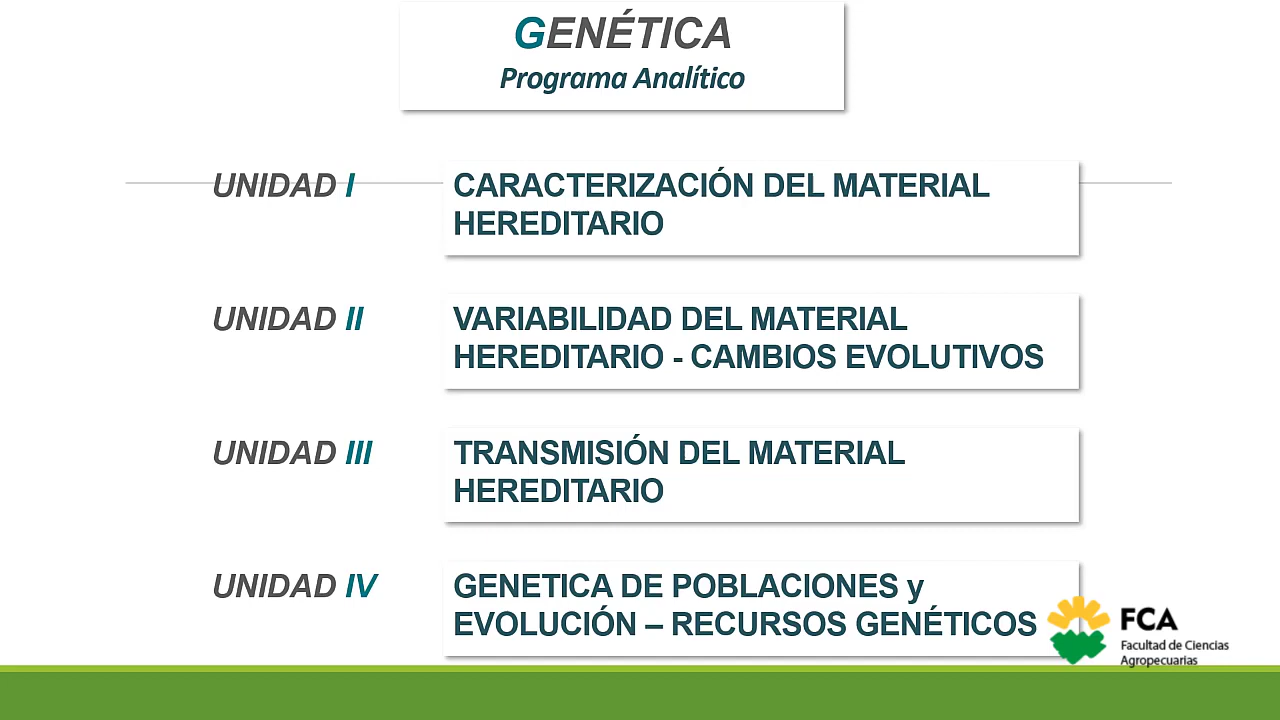 GENÉTICA
Programa Analítico
UNIDAD I
CARACTERIZACIÓN DEL MATERIAL
HEREDITARIO
UNIDAD II
VARIABILIDAD DEL MATERIAL
HEREDITARIO - CAMBIOS EVOLUTIVOS
UNIDAD III
TRANSMISIÓN DEL MATERIAL
HEREDITARIO
UNIDAD IV
GENETICA DE POBLACIONES y
EVOLUCIÓN – RECURSOS GENÉTICOS
FCA
Facultad de Ciencias
Agropecuarias